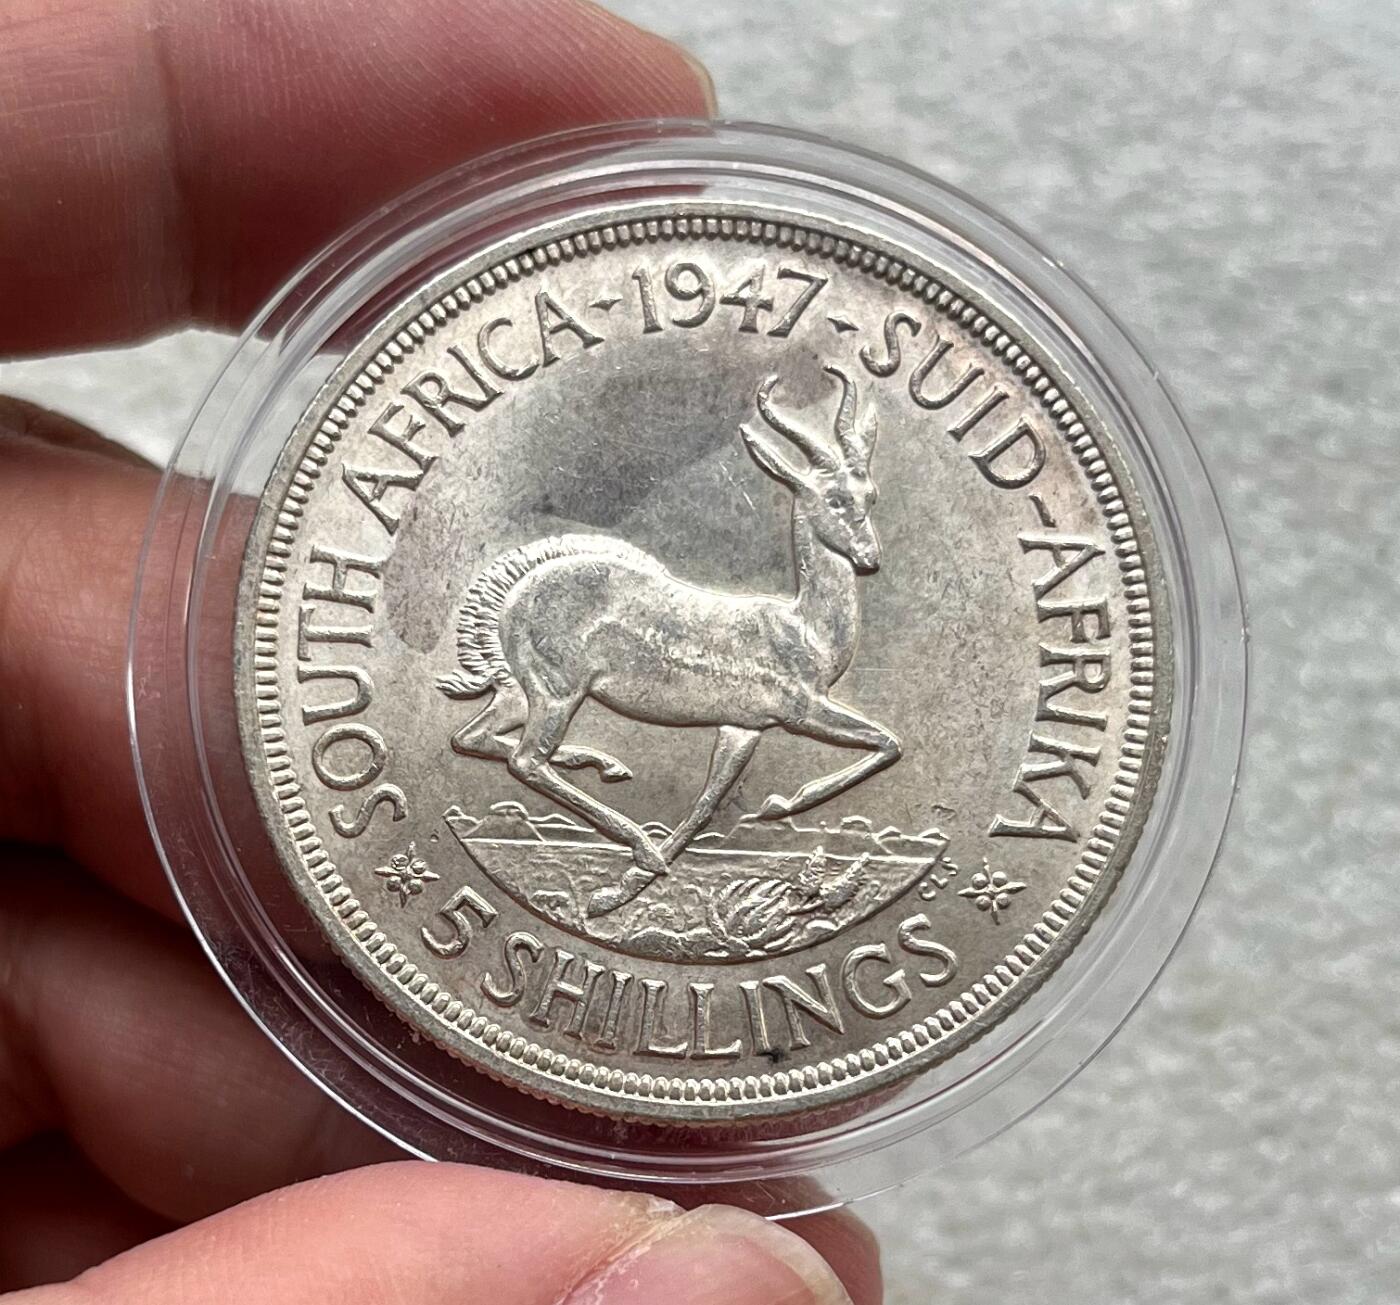 SOUTH AFRICA · 1947 · SUID-AFRIKA
5 SHILLINGS
CLS